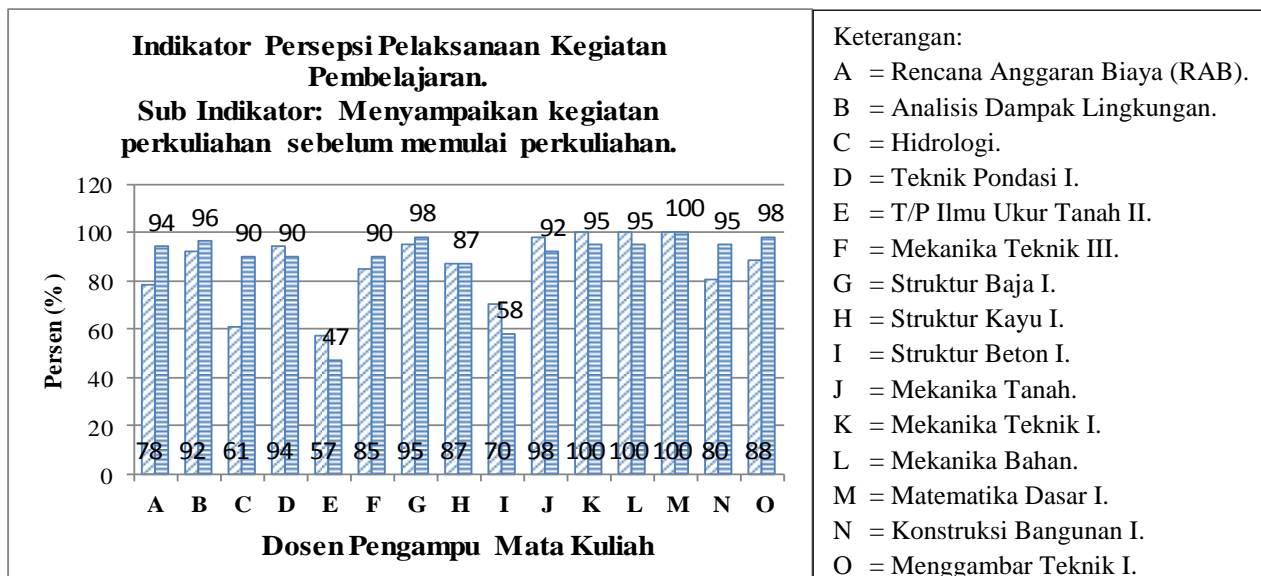 Indikator Persepsi Pelaksanaan Kegiatan
Pembelajaran.
Sub Indikator: Menyampaikan kegiatan
perkuliahan sebelum memulai perkuliahan.
Persen (%)
120
100
80
60
40
20
0
94 96 90 90 47 90 98 87 58 92 95 95 100 95 98
78 92 61 94 57 85 95 87 70 98 100 100 100 80 88
A B C D E F G H I J K L M N O
Dosen Pengampu Mata Kuliah
Keterangan:
A = Rencana Anggaran Biaya (RAB).
B = Analisis Dampak Lingkungan.
C = Hidrologi.
D = Teknik Pondasi I.
E = T/P Ilmu Ukur Tanah II.
F = Mekanika Teknik III.
G = Struktur Baja I.
H = Struktur Kayu I.
I = Struktur Beton I.
J = Mekanika Tanah.
K = Mekanika Teknik I.
L = Mekanika Bahan.
M = Matematika Dasar I.
N = Konstruksi Bangunan I.
O = Menggambar Teknik I.